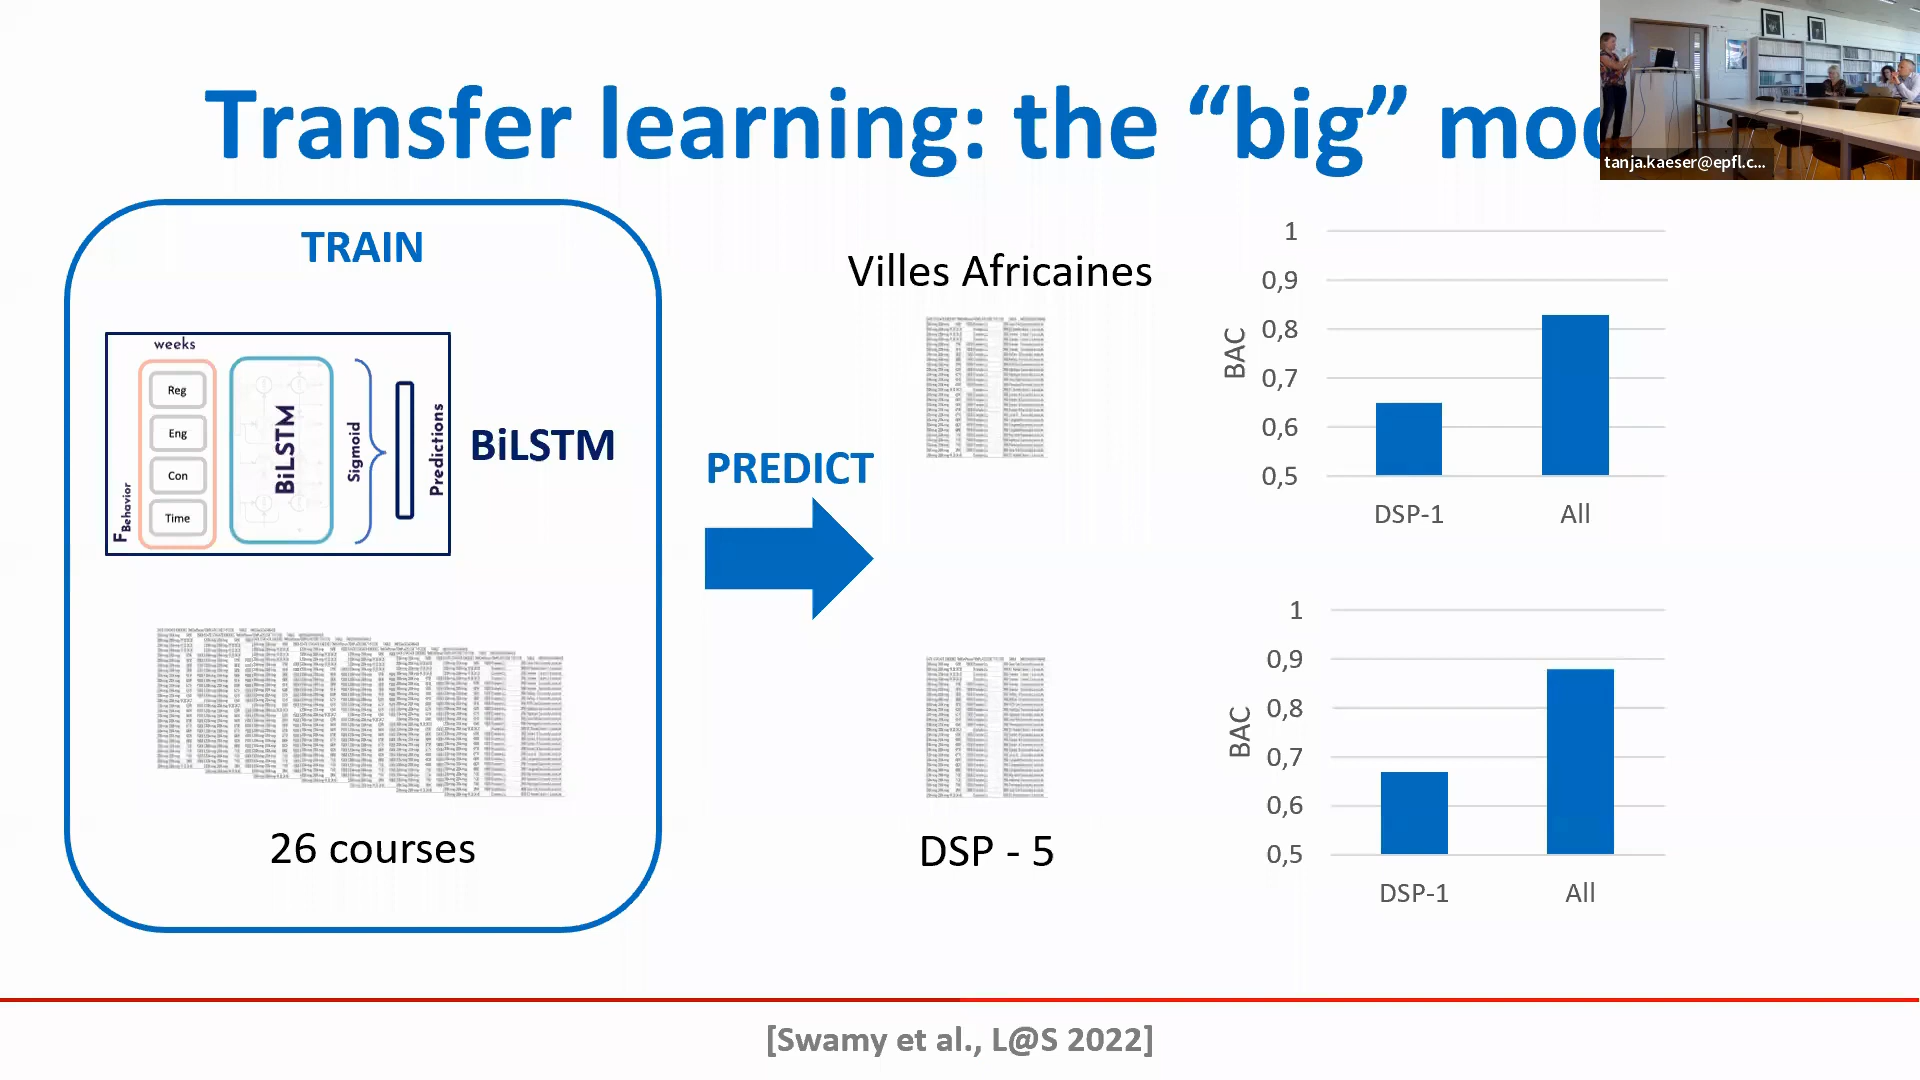 Transfer learning: the “big”
tanja.kaeser@epfl.c...
TRAIN
weeks
Reg
Eng
Con
Time
F Behavior
BiLSTM
Sigmoid
Predictions
BiLSTM
26 courses
PREDICT
Villes Africaines
DSP - 5
BAC
1
0,9
0,8
0,7
0,6
0,5
DSP-1 All
BAC
1
0,9
0,8
0,7
0,6
0,5
DSP-1 All
[Swamy et al., L@S 2022]